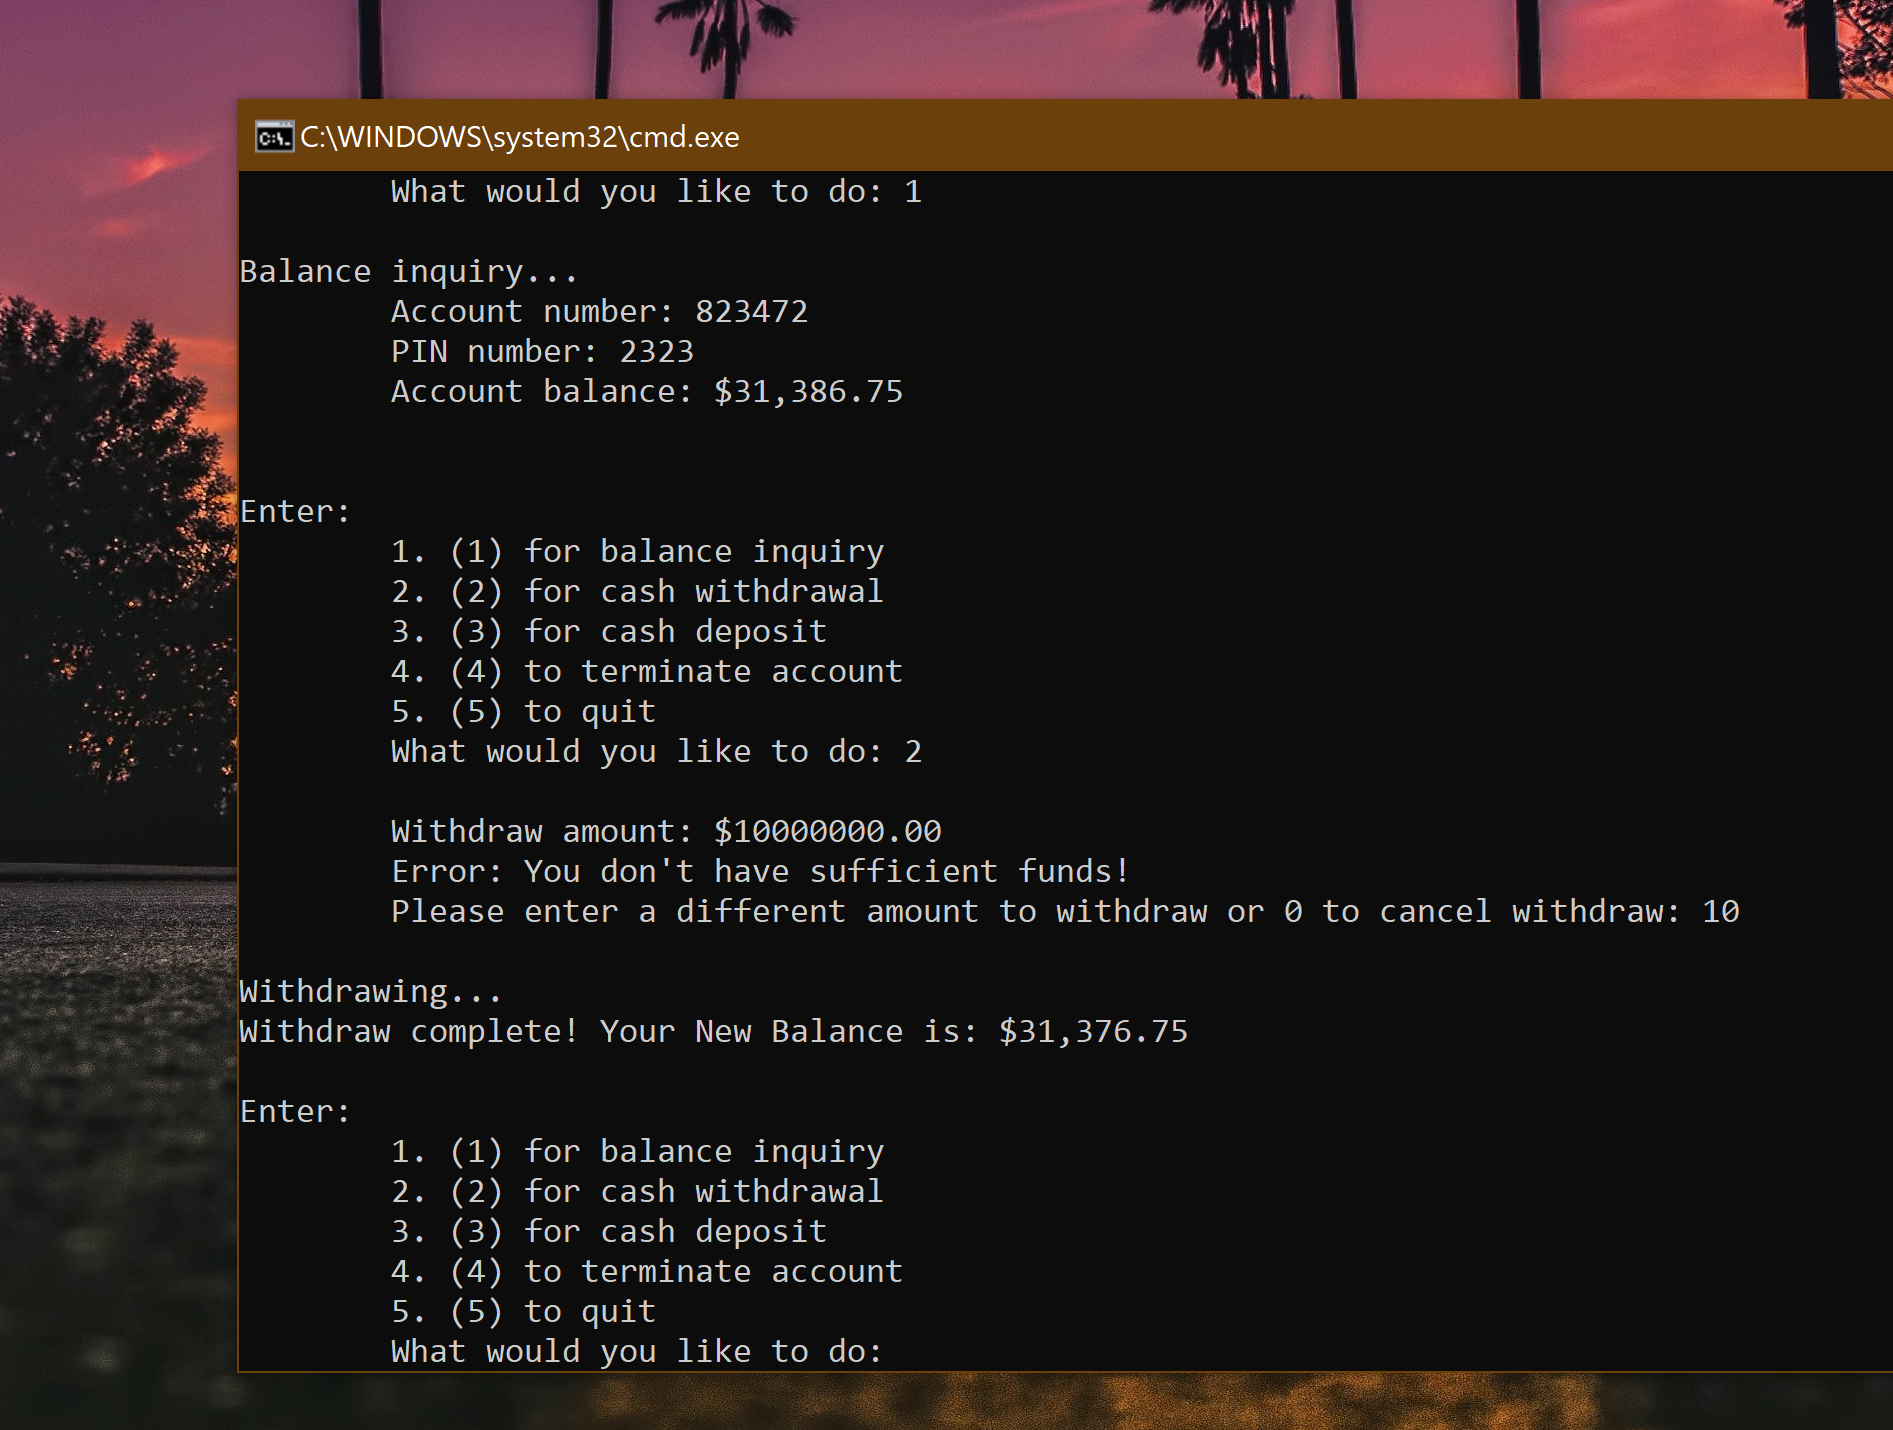 C:\WINDOWS\system32\cmd.exe
What would you like to do: 1
Balance inquiry...
Account number: 823472
PIN number: 2323
Account balance: $31,386.75
Enter:
1. (1) for balance inquiry
2. (2) for cash withdrawal
3. (3) for cash deposit
4. (4) to terminate account
5. (5) to quit
What would you like to do: 2
Withdraw amount: $10000000.00
Error: You don't have sufficient funds!
Please enter a different amount to withdraw or 0 to cancel withdraw: 10
Withdrawing...
Withdraw complete! Your New Balance is: $31,376.75
Enter:
1. (1) for balance inquiry
2. (2) for cash withdrawal
3. (3) for cash deposit
4. (4) to terminate account
5. (5) to quit
What would you like to do: